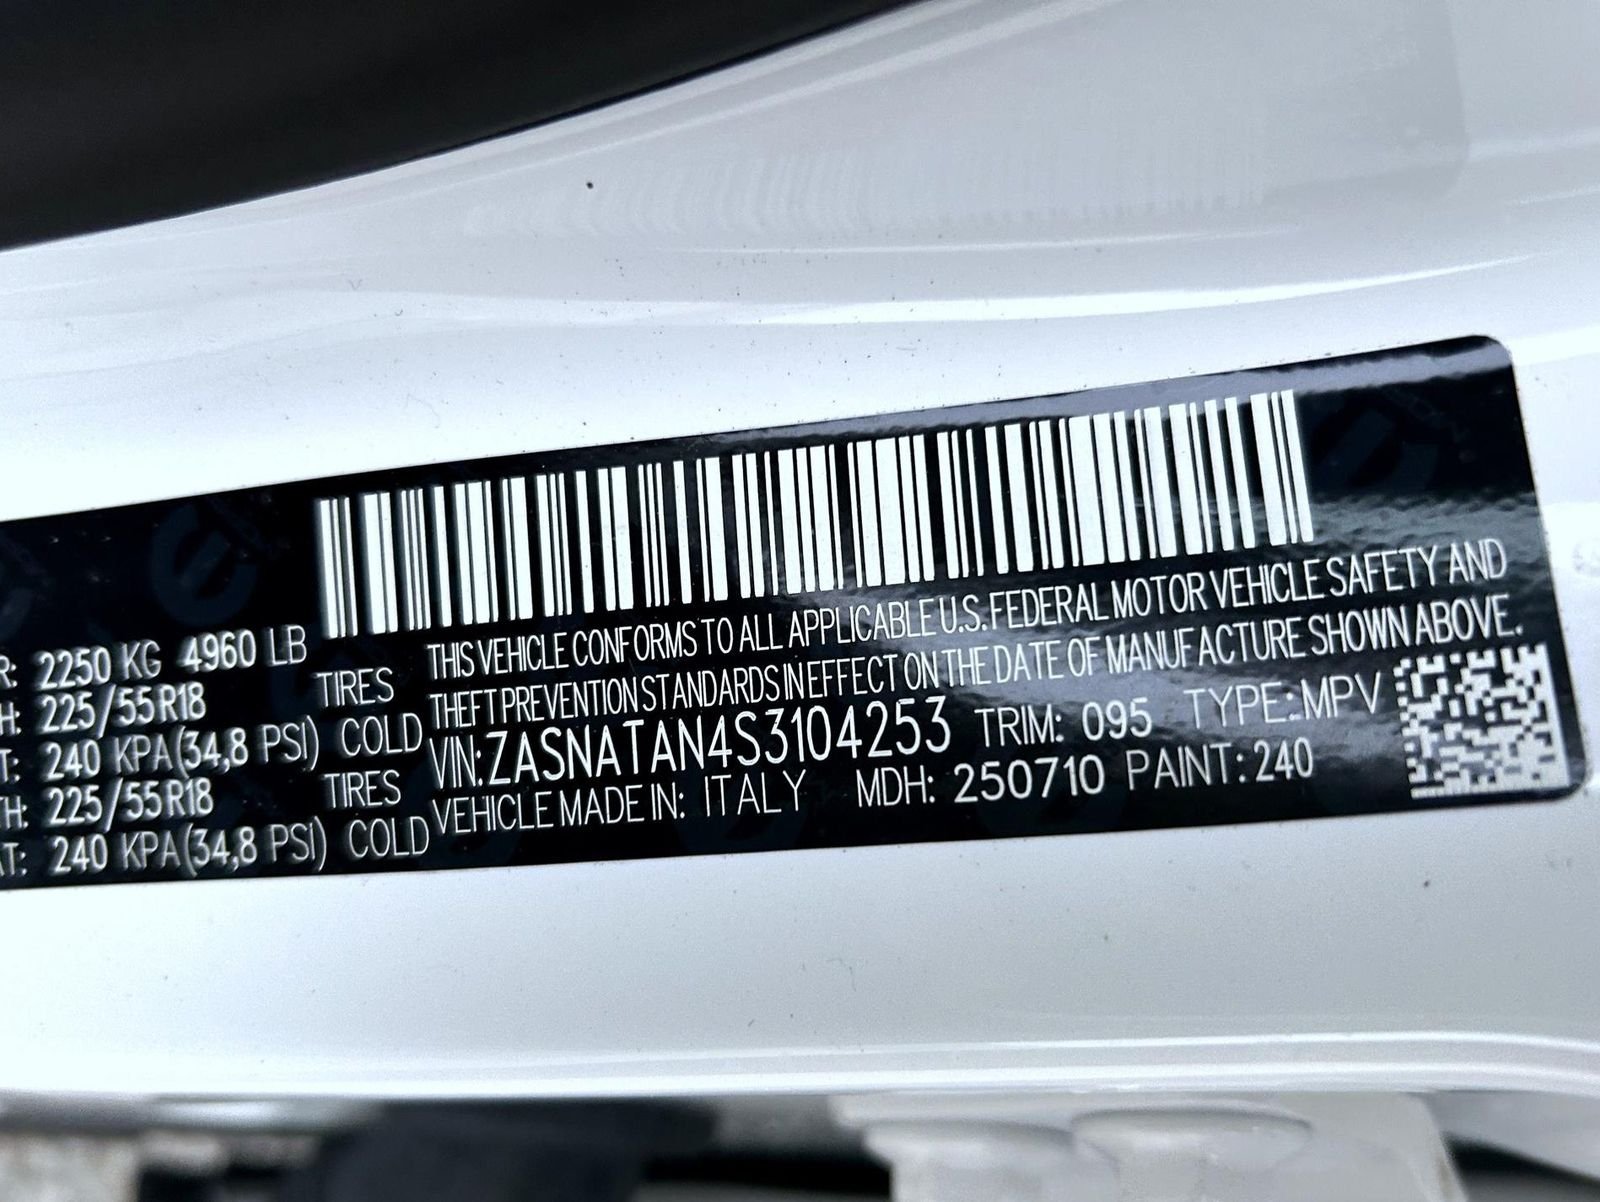 R: 2250 KG 4960 LB
H: 225/55R18 TIRES
T: 240 KPA(34,8 PSI) COLD
TH: 225/55R18 TIRES
AT: 240 KPA(34,8 PSI) COLD
THIS VEHICLE CONFORMS TO ALL APPLICABLE U.S. FEDERAL MOTOR VEHICLE SAFETY AND
THEFT PREVENTION STANDARDS IN EFFECT ON THE DATE OF MANUFACTURE SHOWN ABOVE.
VIN: ZASNATAN4S3104253 TRIM: 095 TYPE: MPV
VEHICLE MADE IN: ITALY MDH: 250710 PAINT: 240